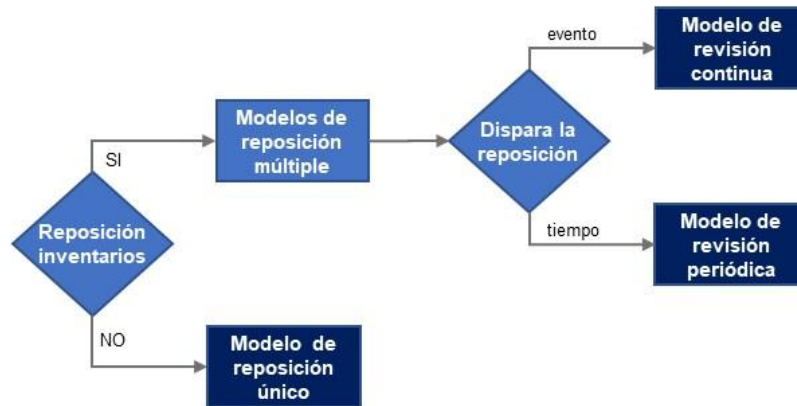 Reposición
inventarios
SI
Modelos de
reposición
múltiple
Dispara la
reposición
evento
Modelo de
revisión
continua
tiempo
Modelo de
revisión
periódica
NO
Modelo de
reposición
único